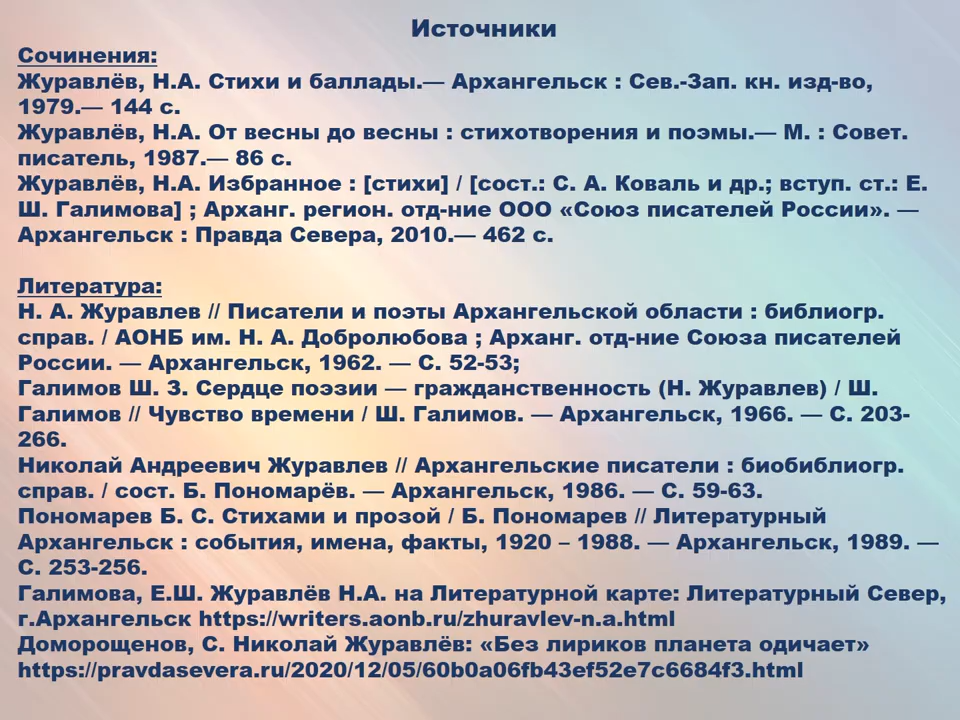 Источники
Сочинения:
Журавлёв, Н.А. Стихи и баллады.— Архангельск : Сев.-Зап. кн. изд-во,
1979.— 144 с.
Журавлёв, Н.А. От весны до весны : стихотворения и поэмы.— М. : Совет.
писатель, 1987.— 86 с.
Журавлёв, Н.А. Избранное : [стихи] / [сост.: С. А. Коваль и др.; вступ. ст.: Е.
Ш. Галимова] ; Арханг. регион. отд-ние ООО «Союз писателей России». —
Архангельск : Правда Севера, 2010.— 462 с.
Литература:
Н. А. Журавлев // Писатели и поэты Архангельской области : библиогр.
справ. / АОНБ им. Н. А. Добролюбова ; Арханг. отд-ние Союза писателей
России. — Архангельск, 1962. — С. 52-53;
Галимов Ш. З. Сердце поэзии — гражданственность (Н. Журавлев) / Ш.
Галимов // Чувство времени / Ш. Галимов. — Архангельск, 1966. — С. 203-
266.
Николай Андреевич Журавлев // Архангельские писатели : биобиблиогр.
справ. / сост. Б. Пономарёв. — Архангельск, 1986. — С. 59-63.
Пономарев Б. С. Стихами и прозой / Б. Пономарев // Литературный
Архангельск : события, имена, факты, 1920 – 1988. — Архангельск, 1989. —
С. 253-256.
Галимова, Е.Ш. Журавлёв Н.А. на Литературной карте: Литературный Север,
г.Архангельск https://writers.aonb.ru/zhuravlev-n.a.html
Доморощенов, С. Николай Журавлёв: «Без лириков планета одичает»
https://pravdasevera.ru/2020/12/05/60b0a06fb43ef52e7c6684f3.html